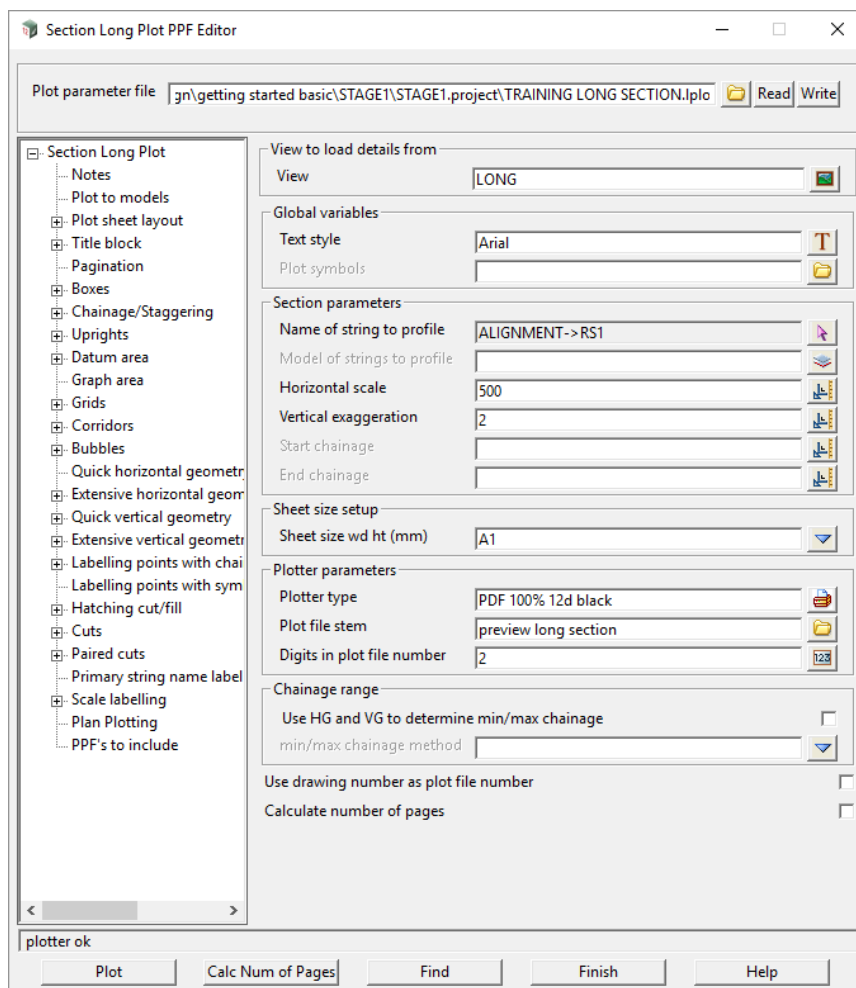 Section Long Plot PPF Editor
Plot parameter file gn\getting started basic\STAGE1\STAGE1.project\TRAINING LONG SECTION.lplo Read Write
Section Long Plot
Notes
Plot to models
Plot sheet layout
Title block
Pagination
Boxes
Chainage/Staggering
Uprights
Datum area
Graph area
Grids
Corridors
Bubbles
Quick horizontal geometr
Extensive horizontal geom
Quick vertical geometry
Extensive vertical geometr
Labelling points with chai
Labelling points with sym
Hatching cut/fill
Cuts
Paired cuts
Primary string name label
Scale labelling
Plan Plotting
PPF's to include
View to load details from
View LONG
Global variables
Text style Arial T
Plot symbols
Section parameters
Name of string to profile ALIGNMENT->RS1
Model of strings to profile
Horizontal scale 500
Vertical exaggeration 2
Start chainage
End chainage
Sheet size setup
Sheet size wd ht (mm) A1
Plotter parameters
Plotter type PDF 100% 12d black
Plot file stem preview long section
Digits in plot file number 2 123
Chainage range
Use HG and VG to determine min/max chainage
min/max chainage method
Use drawing number as plot file number
Calculate number of pages
plotter ok
Plot Calc Num of Pages Find Finish Help